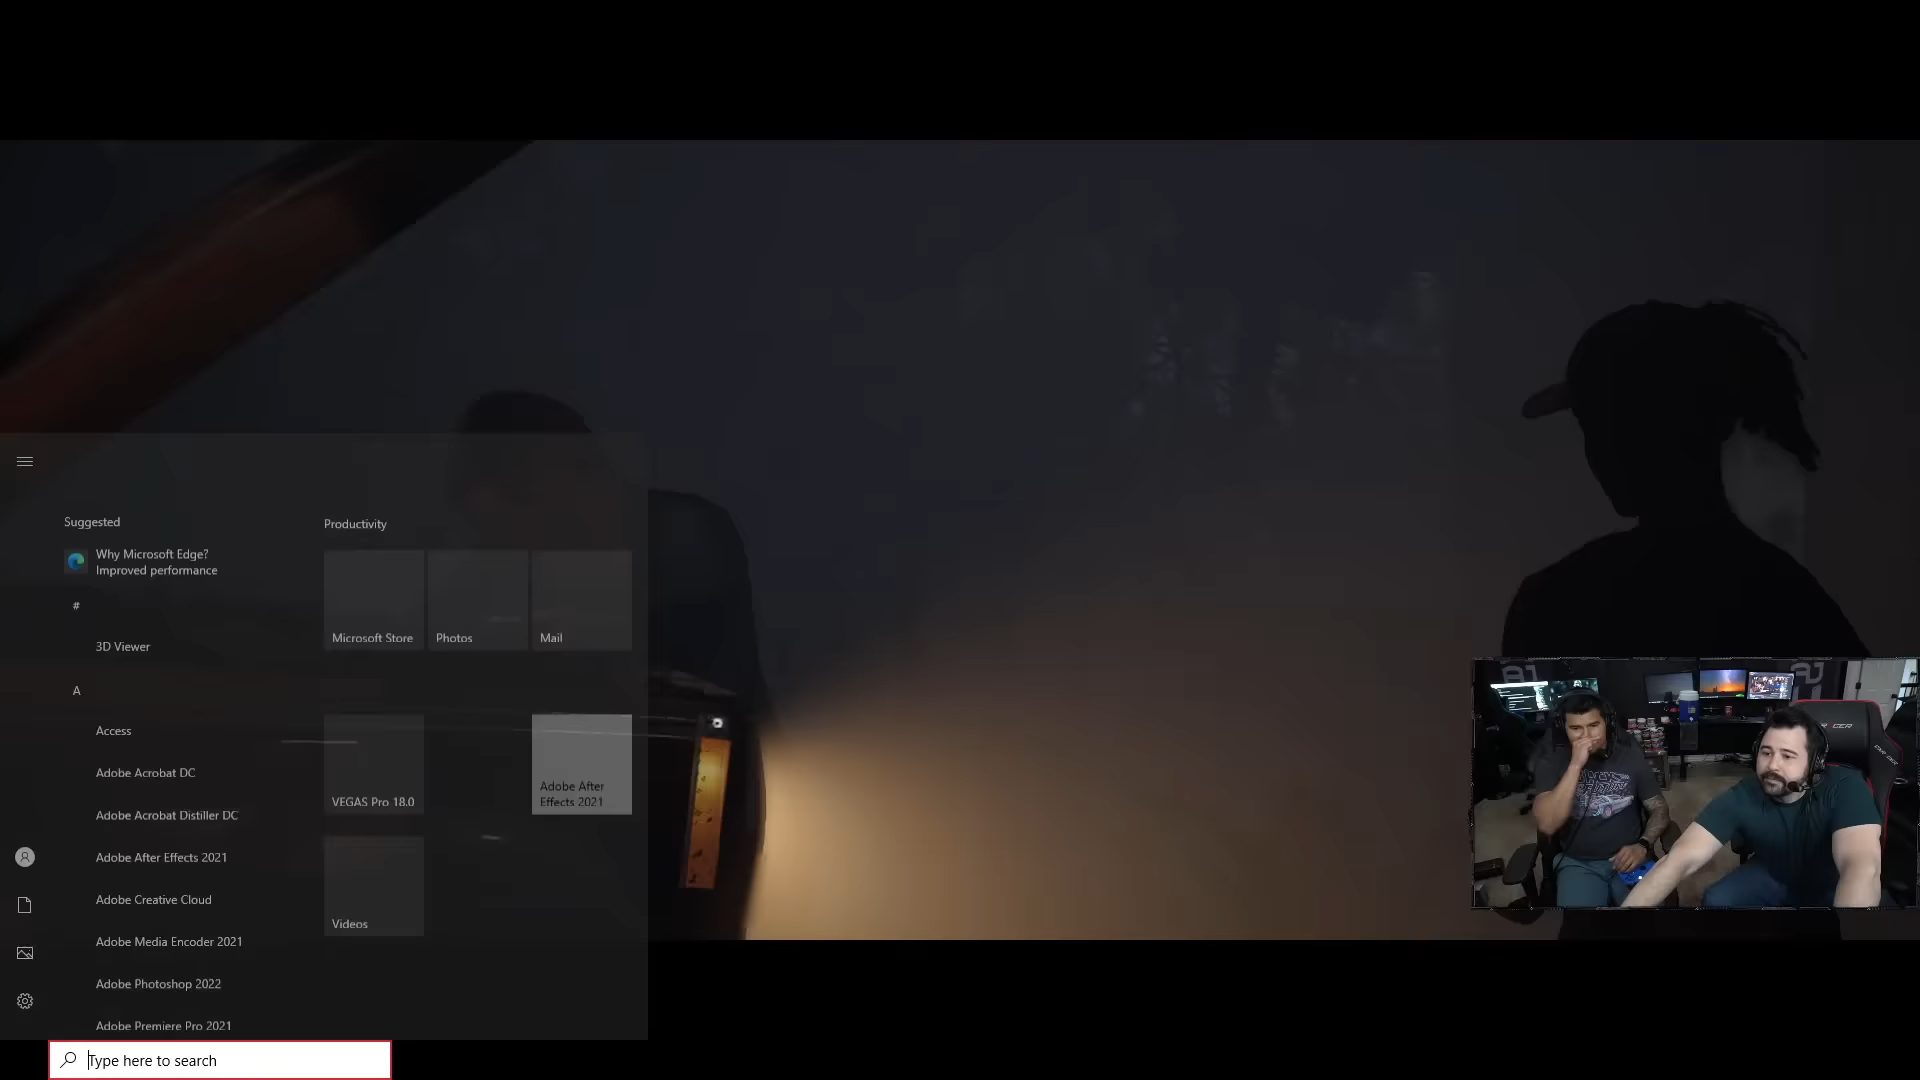 Suggested
Why Microsoft Edge?
Improved performance
#
3D Viewer
A
Access
Adobe Acrobat DC
Adobe Acrobat Distiller DC
Adobe After Effects 2021
Adobe Creative Cloud
Adobe Media Encoder 2021
Adobe Photoshop 2022
Adobe Premiere Pro 2021
Productivity
Microsoft Store
Photos
Mail
VEGAS Pro 18.0
Adobe After
Effects 2021
Videos
Type here to search